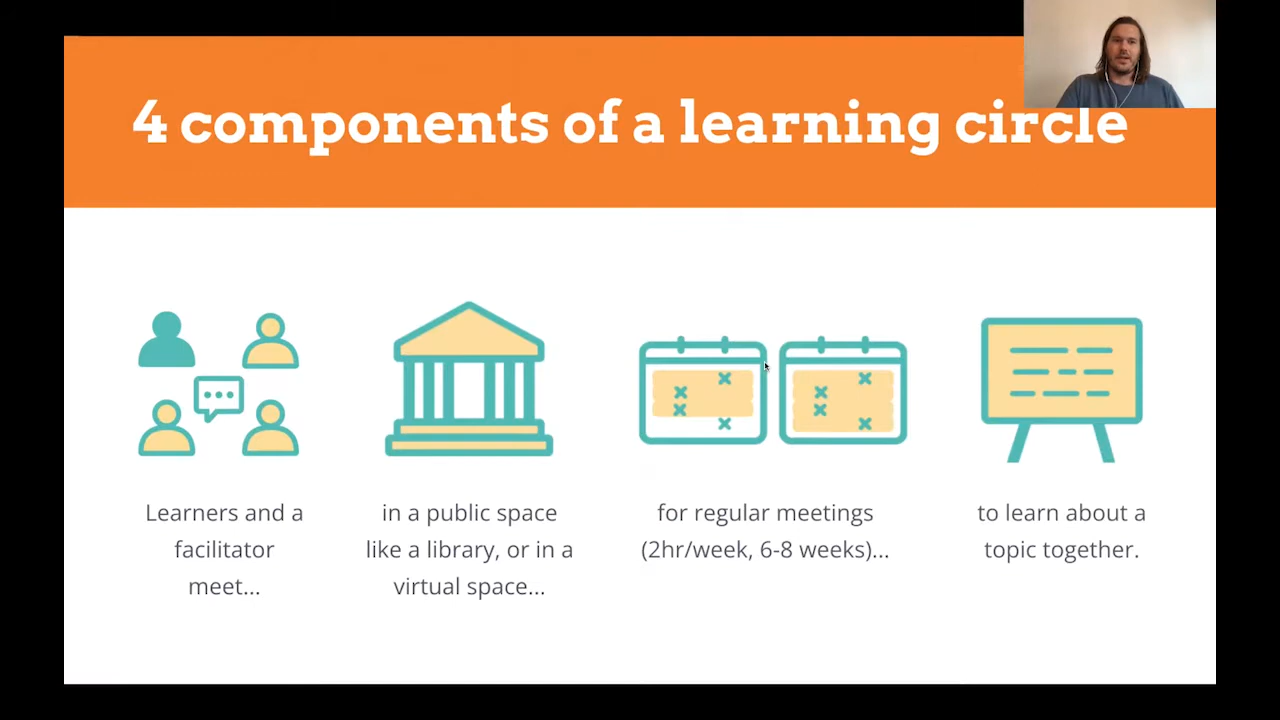 4 components of a learning circle
Learners and a
facilitator
meet...
in a public space
like a library, or in a
virtual space...
for regular meetings
(2hr/week, 6-8 weeks)...
to learn about a
topic together.